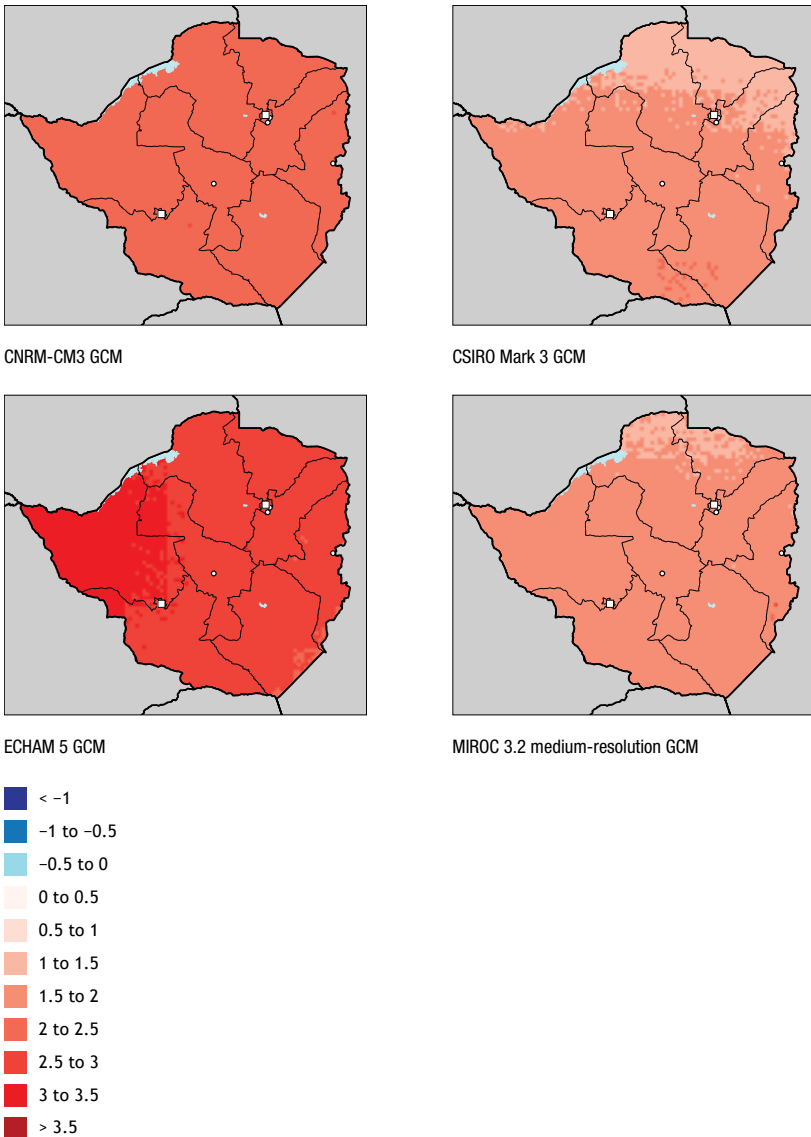 CNRM-CM3 GCM
CSIRO Mark 3 GCM
ECHAM 5 GCM
MIROC 3.2 medium-resolution GCM
< –1
–1 to –0.5
–0.5 to 0
0 to 0.5
0.5 to 1
1 to 1.5
1.5 to 2
2 to 2.5
2.5 to 3
3 to 3.5
> 3.5